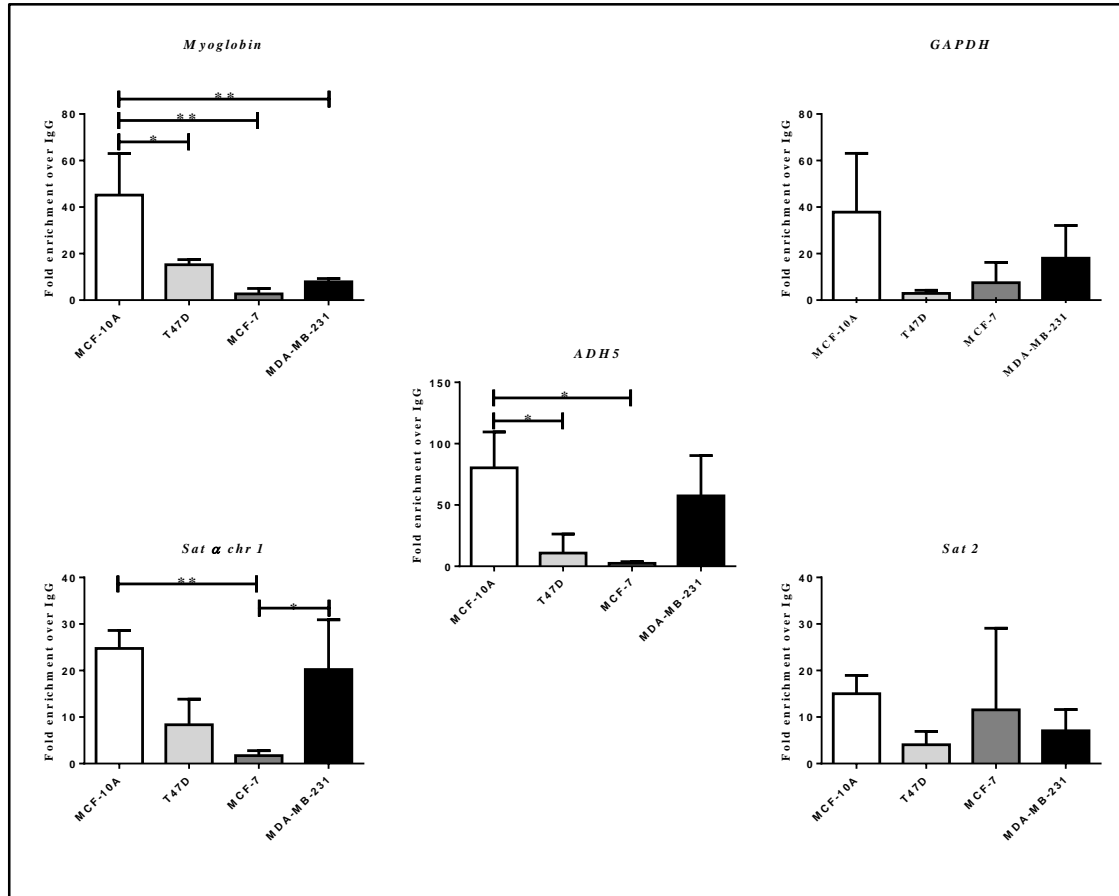 Myoglobin
**
**
*
Fold enrichment over IgG
80
60
40
20
0
MCF-10A
T47D
MCF-7
MDA-MB-231
GAPDH
Fold enrichment over IgG
80
60
40
20
0
MCF-10A
T47D
MCF-7
MDA-MB-231
ADH5
*
*
Fold enrichment over IgG
150
100
50
0
MCF-10A
T47D
MCF-7
MDA-MB-231
Sat α chr 1
**
*
Fold enrichment over IgG
40
30
20
10
0
MCF-10A
T47D
MCF-7
MDA-MB-231
Sat 2
Fold enrichment over IgG
40
30
20
10
0
MCF-10A
T47D
MCF-7
MDA-MB-231